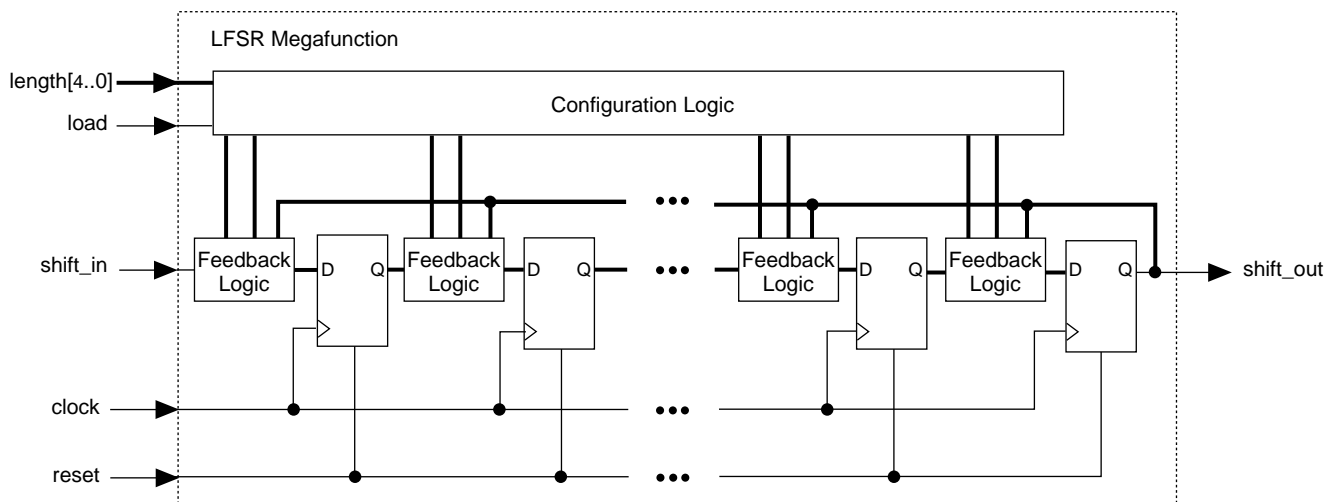 LFSR Megafunction
length[4..0]
Configuration Logic
load
shift_in
Feedback
Logic
D Q
Feedback
Logic
D Q
Feedback
Logic
D Q
Feedback
Logic
D Q
shift_out
clock
reset